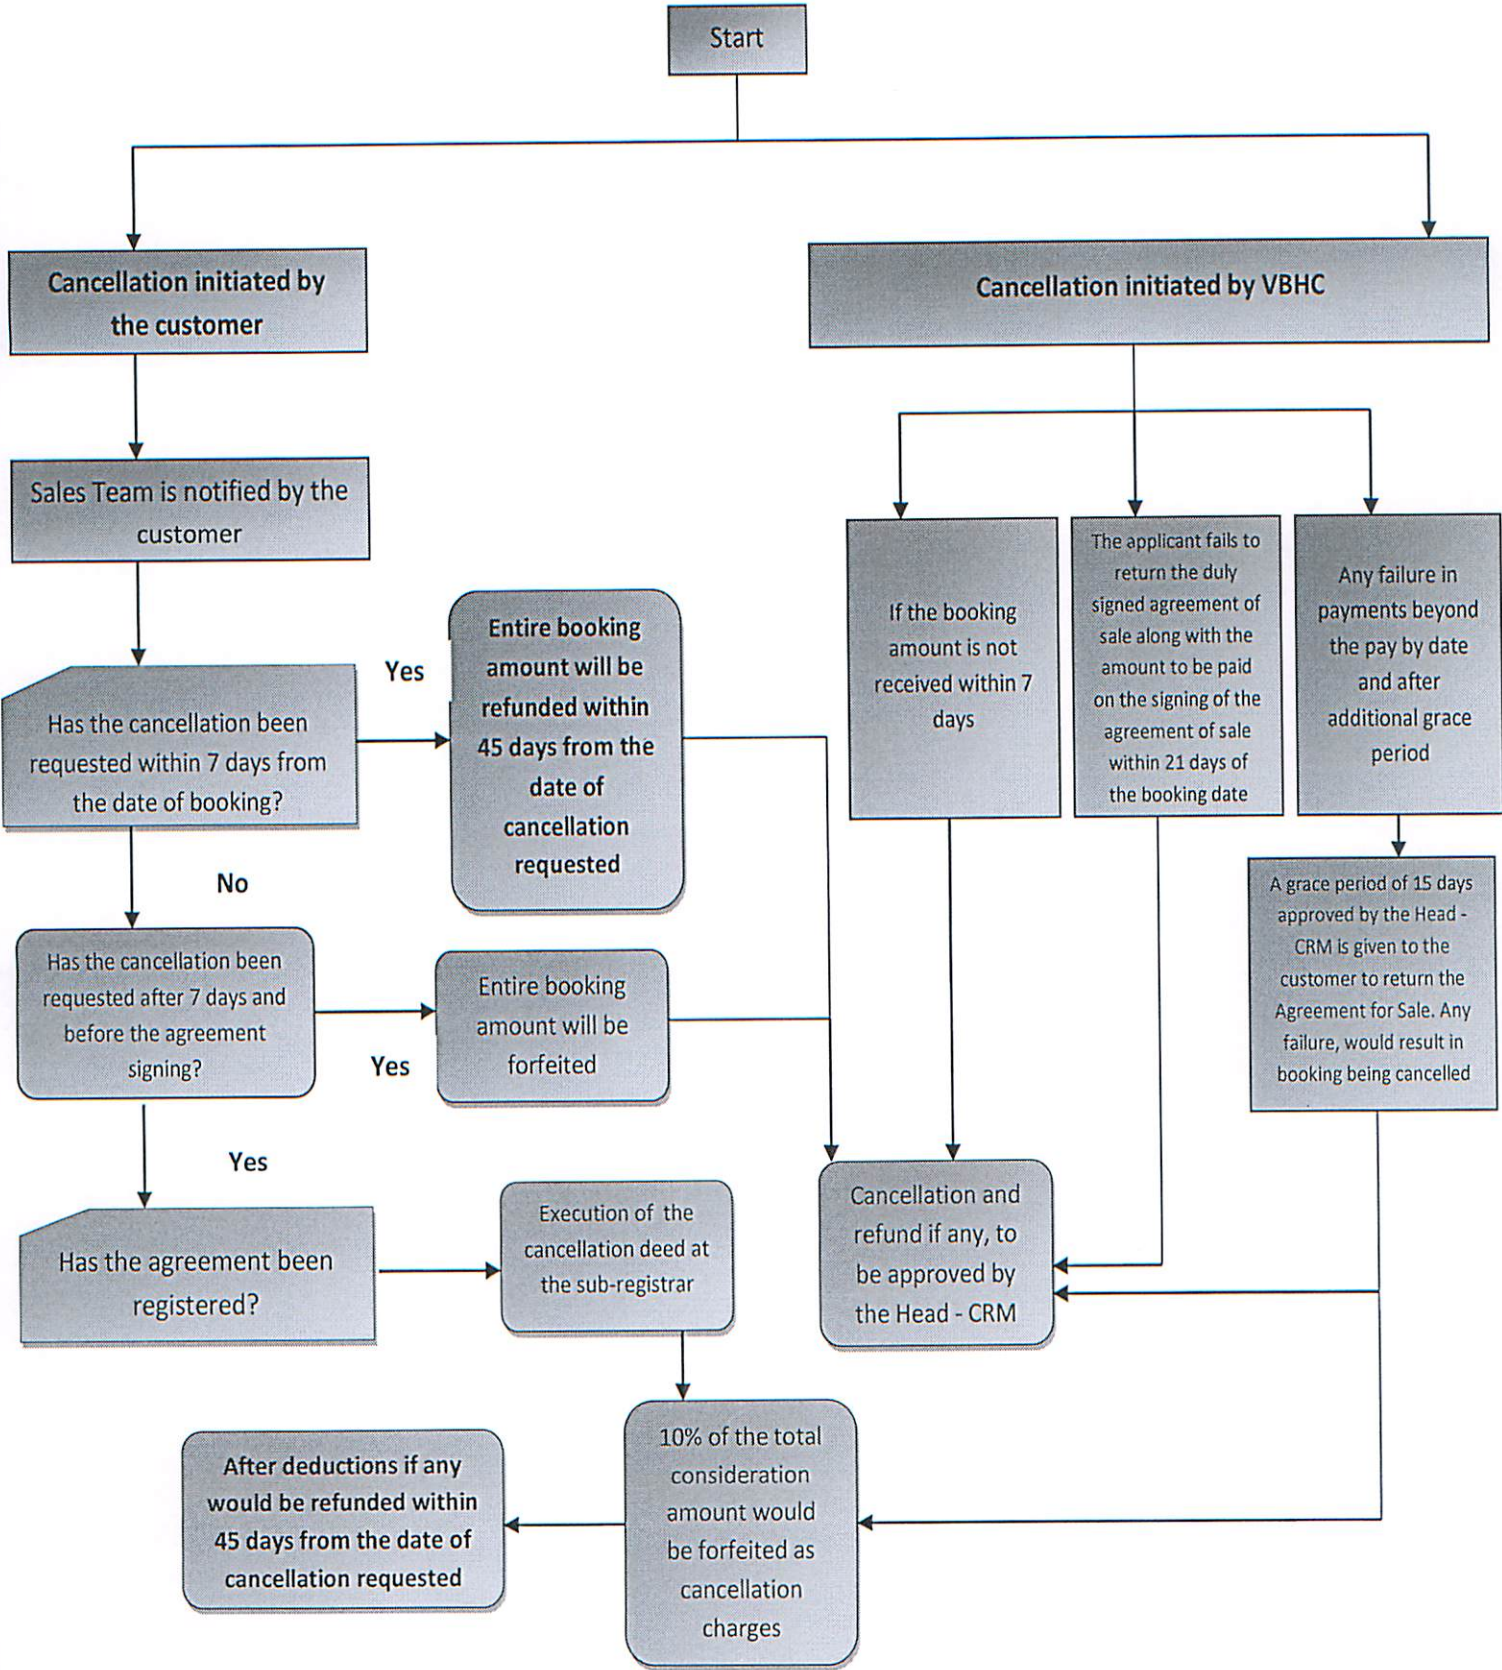 Start
Cancellation initiated by
the customer
Cancellation initiated by VBHC
Sales Team is notified by the
customer
Has the cancellation been
requested within 7 days from
the date of booking?
Yes
Entire booking
amount will be
refunded within
45 days from the
date of
cancellation
requested
If the booking
amount is not
received within 7
days
The applicant fails to
return the duly
signed agreement of
sale along with the
amount to be paid
on the signing of the
agreement of sale
within 21 days of
the booking date
Any failure in
payments beyond
the pay by date
and after
additional grace
period
No
A grace period of 15 days
approved by the Head -
CRM is given to the
customer to return the
Agreement for Sale. Any
failure, would result in
booking being cancelled
Has the cancellation been
requested after 7 days and
before the agreement
signing?
Yes
Entire booking
amount will be
forfeited
Yes
Has the agreement been
registered?
Execution of the
cancellation deed at
the sub-registrar
Cancellation and
refund if any, to
be approved by
the Head - CRM
After deductions if any
would be refunded within
45 days from the date of
cancellation requested
10% of the total
consideration
amount would
be forfeited as
cancellation
charges